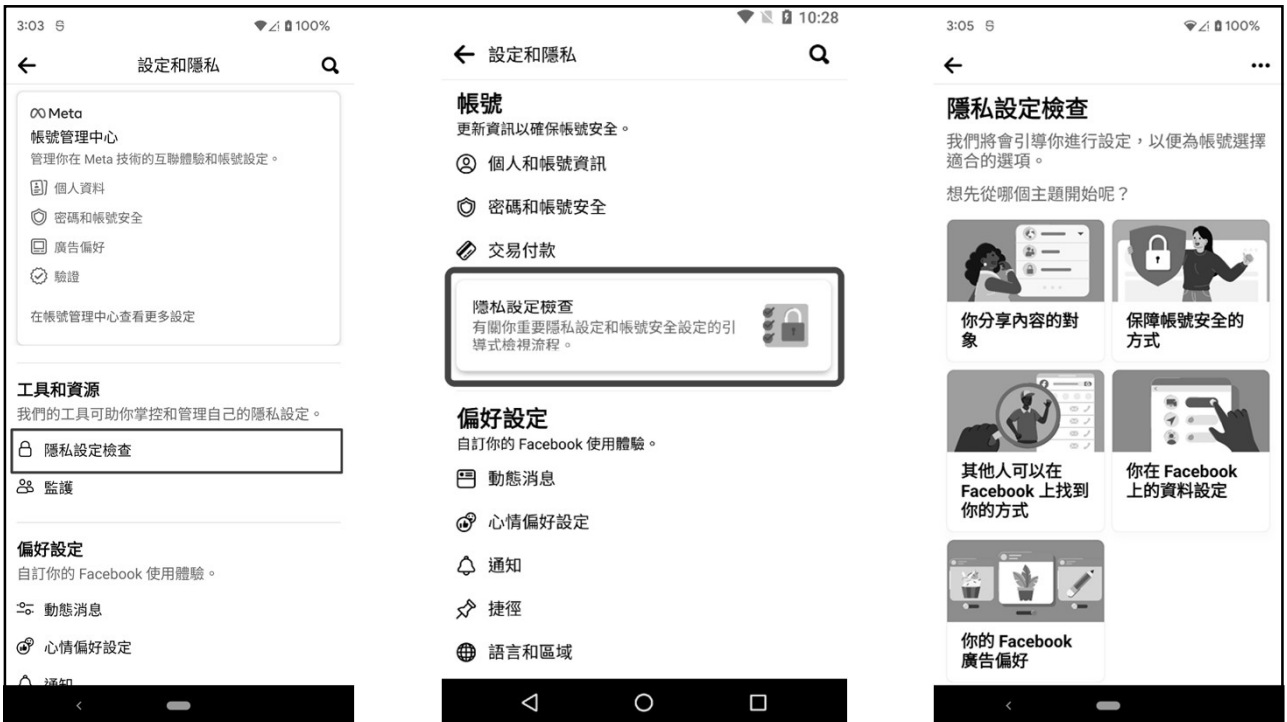 3:03 S
100%
設定和隱私
Meta
帳號管理中心
管理你在 Meta 技術的互聯體驗和帳號設定。
個人資料
密碼和帳號安全
廣告偏好
驗證
在帳號管理中心查看更多設定
工具和資源
我們的工具可助你掌控和管理自己的隱私設定。
隱私設定檢查
監護
偏好設定
自訂你的 Facebook 使用體驗。
動態消息
心情偏好設定
通知
10:28
設定和隱私
帳號
更新資訊以確保帳號安全。
個人和帳號資訊
密碼和帳號安全
交易付款
隱私設定檢查
有關你重要隱私設定和帳號安全設定的引
導式檢視流程。
偏好設定
自訂你的 Facebook 使用體驗。
動態消息
心情偏好設定
通知
捷徑
語言和區域
3:05 S
100%
隱私設定檢查
我們將會引導你進行設定，以便為帳號選擇
適合的選項。
想先從哪個主題開始呢？
你分享內容的對
象
保障帳號安全的
方式
其他人可以在
Facebook 上找到
你的方式
你在 Facebook
上的資料設定
你的 Facebook
廣告偏好